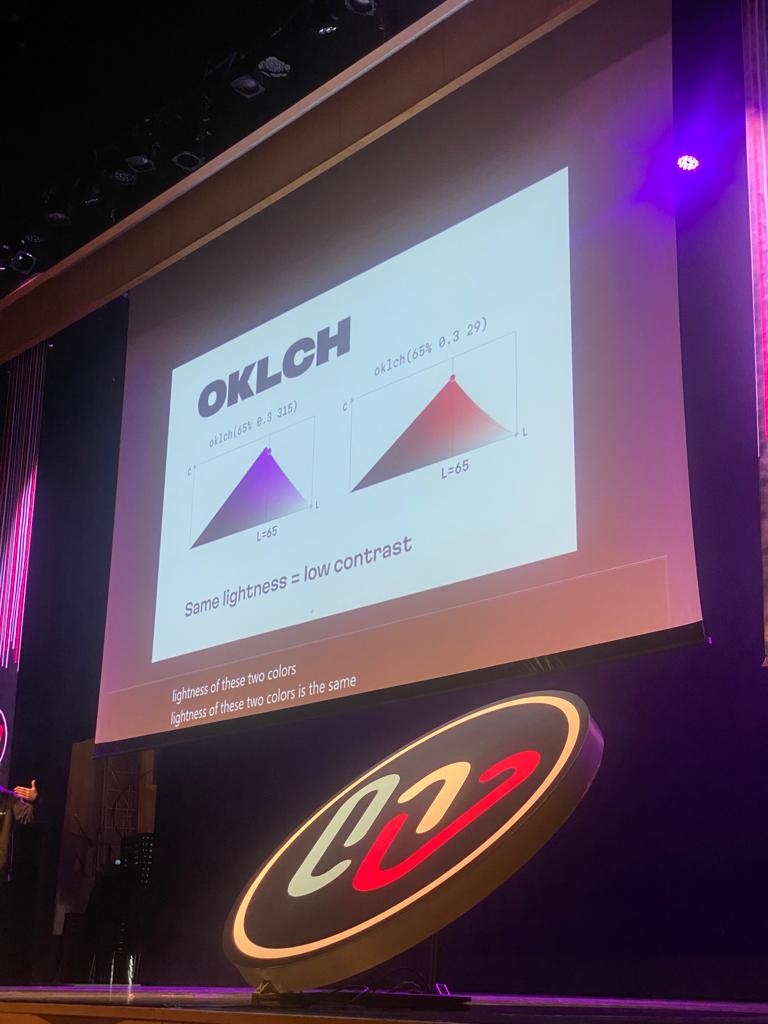 OKLCH
oklch(65% 0.3 315)
C
L
L=65
oklch(65% 0.3 29)
C
L
L=65
Same lightness = low contrast
lightness of these two colors
lightness of these two colors is the same